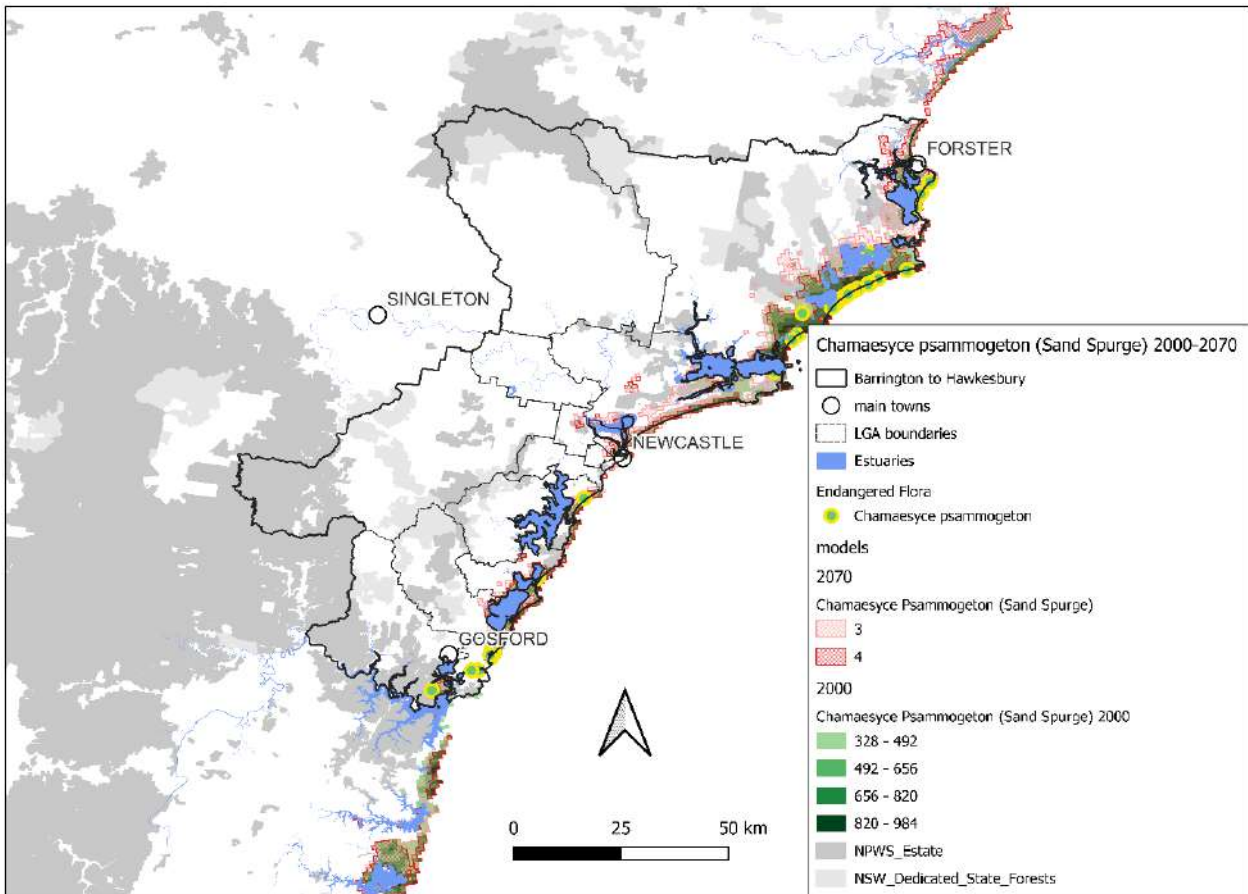 FORSTER
SINGLETON
NEWCASTLE
GOSFORD
0 25 50 km
Chamaesyce psammogeton (Sand Spurge) 2000-2070
Barrington to Hawkesbury
main towns
LGA boundaries
Estuaries
Endangered Flora
Chamaesyce psammogeton
models
2070
Chamaesyce Psammogeton (Sand Spurge)
3
4
2000
Chamaesyce Psammogeton (Sand Spurge) 2000
328 - 492
492 - 656
656 - 820
820 - 984
NPWS_Estate
NSW_Dedicated_State_Forests